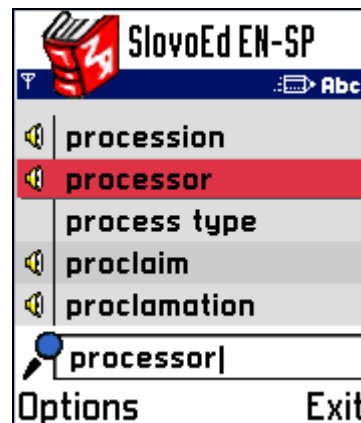 SlovoEd EN-SP
Abc
procession
processor
process type
proclaim
proclamation
processor
Options Exit